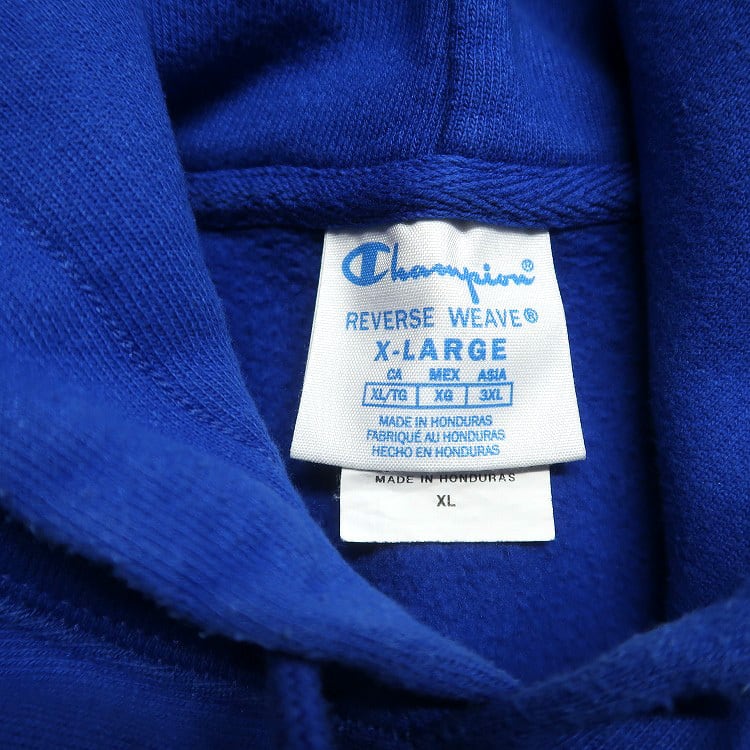 Champion®
REVERSE WEAVE®
X-LARGE
CA MEX ASIA
XL/TG XG 3XL
MADE IN HONDURAS
FABRIQUÉ AU HONDURAS
HECHO EN HONDURAS
MADE IN HONDURAS
XL